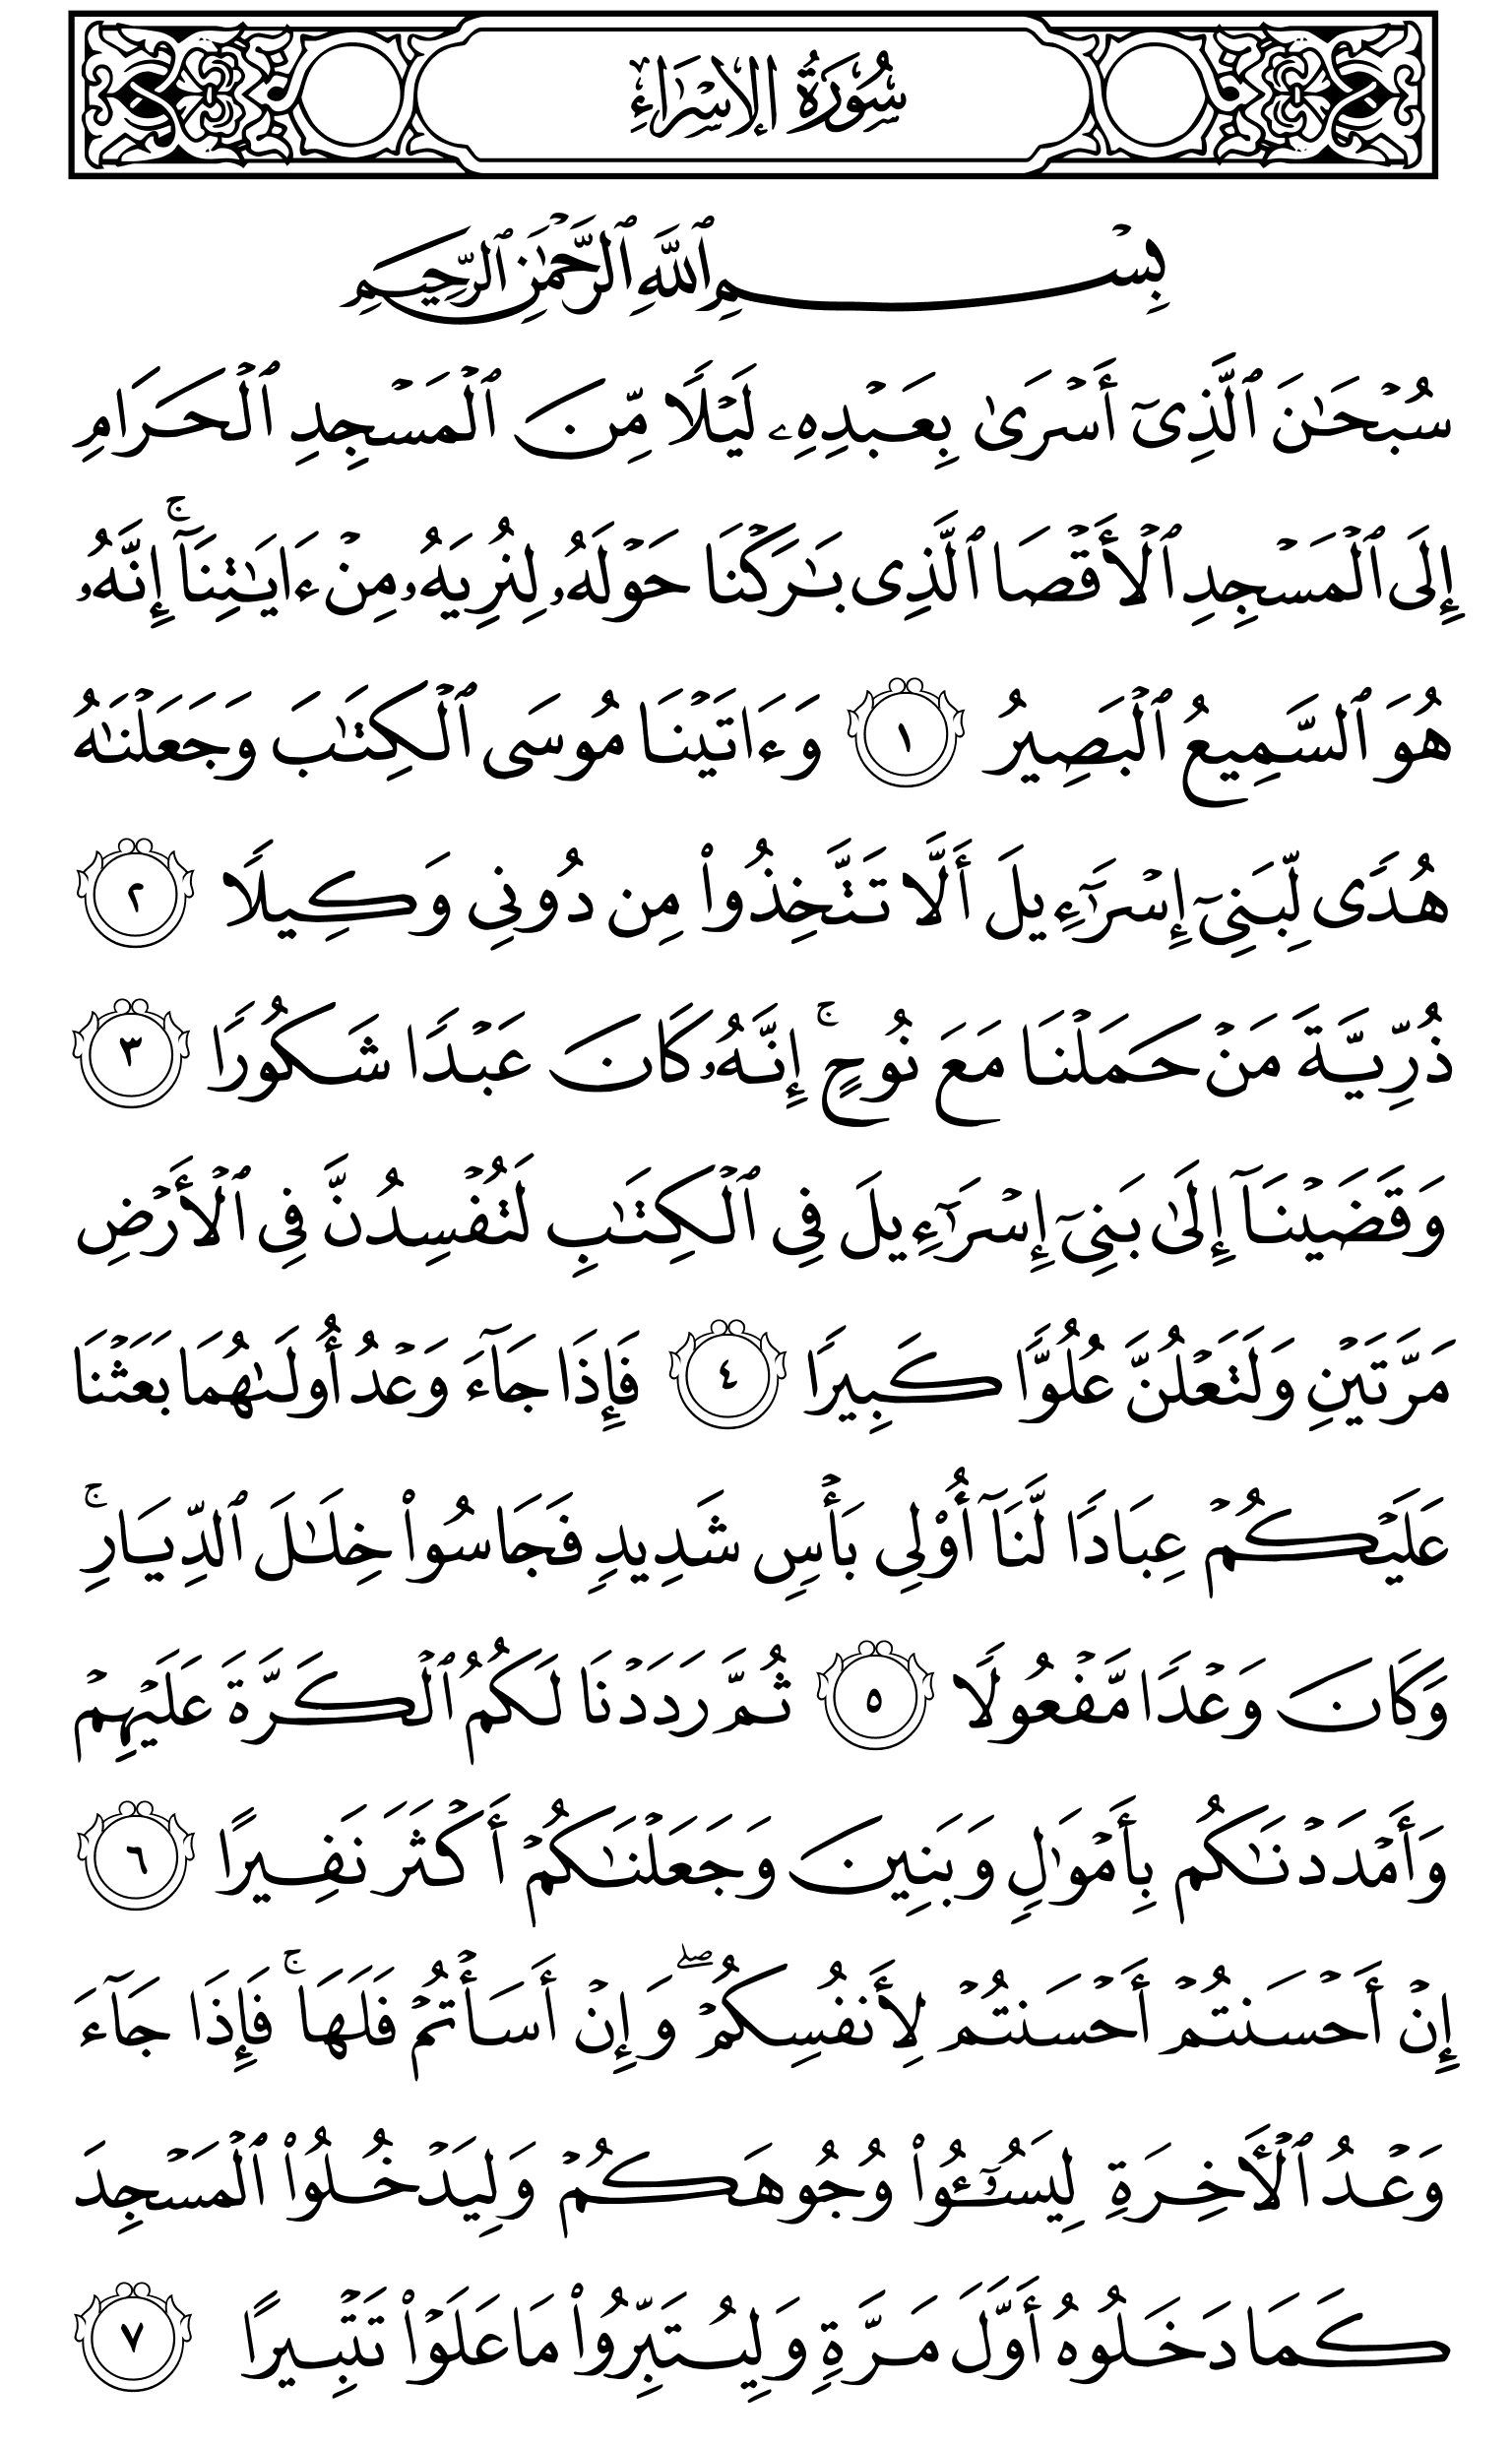 سُورَةُ الإِسۡرَاءِ
بِسۡمِ ٱللَّهِ ٱلرَّحۡمَٰنِ ٱلرَّحِيمِ
سُبۡحَٰنَ ٱلَّذِىٓ أَسۡرَىٰ بِعَبۡدِهِۦ لَيۡلٗا مِّنَ ٱلۡمَسۡجِدِ ٱلۡحَرَامِ
إِلَى ٱلۡمَسۡجِدِ ٱلۡأَقۡصَا ٱلَّذِى بَٰرَكۡنَا حَوۡلَهُۥ لِنُرِيَهُۥ مِنۡ ءَايَٰتِنَآۚ إِنَّهُۥ
هُوَ ٱلسَّمِيعُ ٱلۡبَصِيرُ ١ وَءَاتَيۡنَا مُوسَى ٱلۡكِتَٰبَ وَجَعَلۡنَٰهُ
هُدٗى لِّبَنِىٓ إِسۡرَٰٓءِيلَ أَلَّا تَتَّخِذُواْ مِن دُونِى وَكِيلٗا ٢
ذُرِّيَّةَ مَنۡ حَمَلۡنَا مَعَ نُوحٍۚ إِنَّهُۥ كَانَ عَبۡدٗا شَكُورٗا ٣
وَقَضَيۡنَآ إِلَىٰ بَنِىٓ إِسۡرَٰٓءِيلَ فِى ٱلۡكِتَٰبِ لَتُفۡسِدُنَّ فِى ٱلۡأَرۡضِ
مَرَّتَيۡنِ وَلَتَعۡلُنَّ عُلُوّٗا كَبِيرٗا ٤ فَإِذَا جَآءَ وَعۡدُ أُولَىٰهُمَا بَعَثۡنَا
عَلَيۡكُمۡ عِبَادٗا لَّنَآ أُوْلِى بَأۡسٖ شَدِيدٖ فَجَاسُواْ خِلَٰلَ ٱلدِّيَارِۚ
وَكَانَ وَعۡدٗا مَّفۡعُولٗا ٥ ثُمَّ رَدَدۡنَا لَكُمُ ٱلۡكَرَّةَ عَلَيۡهِمۡ
وَأَمۡدَدۡنَٰكُم بِأَمۡوَٰلٖ وَبَنِينَ وَجَعَلۡنَٰكُمۡ أَكۡثَرَ نَفِيرًا ٦
إِنۡ أَحۡسَنتُمۡ أَحۡسَنتُمۡ لِأَنفُسِكُمۡۖ وَإِنۡ أَسَأۡتُمۡ فَلَهَاۚ فَإِذَا جَآءَ
وَعۡدُ ٱلۡأَخِرَةِ لِيَسُـُٔواْ وُجُوهَكُمۡ وَلِيَدۡخُلُواْ ٱلۡمَسۡجِدَ
كَمَا دَخَلُوهُ أَوَّلَ مَرَّةٖ وَلِيُتَبِّرُواْ مَا عَلَوۡاْ تَتۡبِيرًا ٧